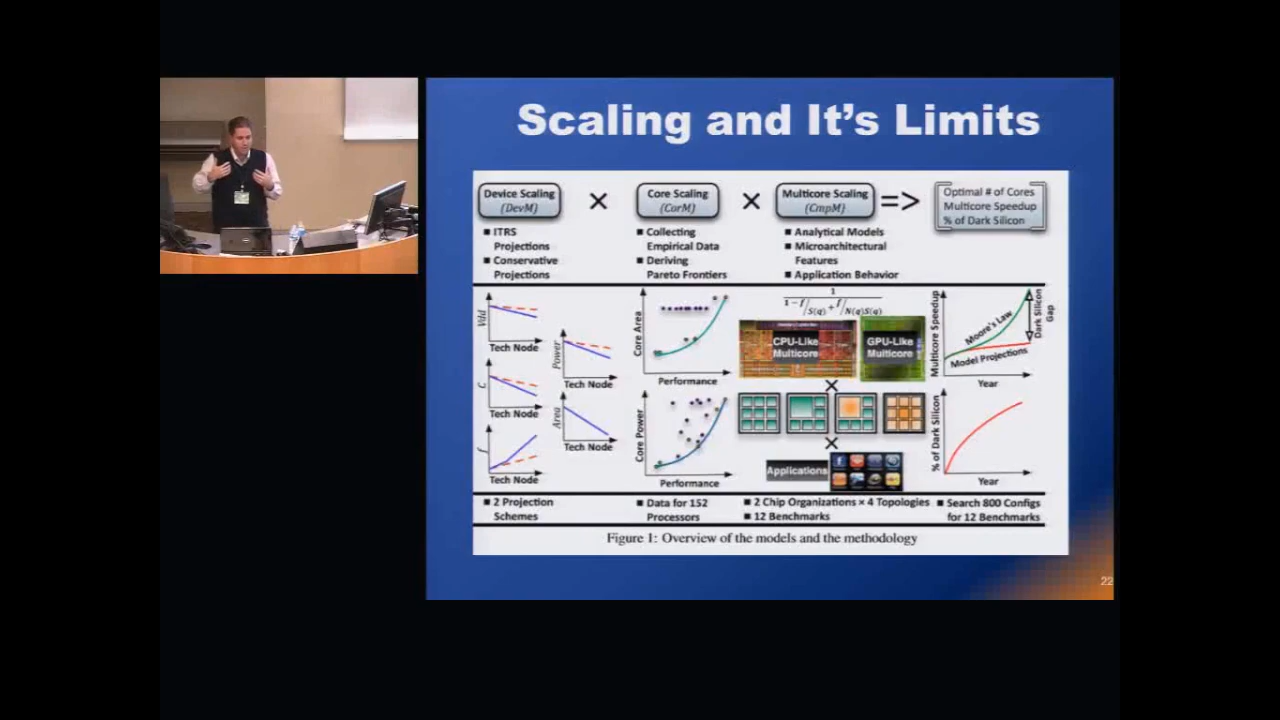 Scaling and It's Limits
Device Scaling
(DevM)
×
Core Scaling
(CorM)
×
Multicore Scaling
(CmpM)
=>
Optimal # of Cores
Multicore Speedup
% of Dark Silicon
■ ITRS
Projections
■ Conservative
Projections
■ Collecting
Empirical Data
■ Deriving
Pareto Frontiers
■ Analytical Models
■ Microarchitectural
Features
■ Application Behavior
Vdd
Tech Node
C
Tech Node
f
Tech Node
Power
Tech Node
Area
Tech Node
Core Area
Performance
Core Power
Performance
1
1−f/S(q) + f/N(q)S(q)
CPU-Like
Multicore
GPU-Like
Multicore
×
×
Applications
Multicore Speedup
Moore's Law
Model Projections
Dark Silicon
Gap
Year
% of Dark Silicon
Year
■ 2 Projection
Schemes
■ Data for 152
Processors
■ 2 Chip Organizations × 4 Topologies
■ 12 Benchmarks
■ Search 800 Configs
for 12 Benchmarks
Figure 1: Overview of the models and the methodology
22